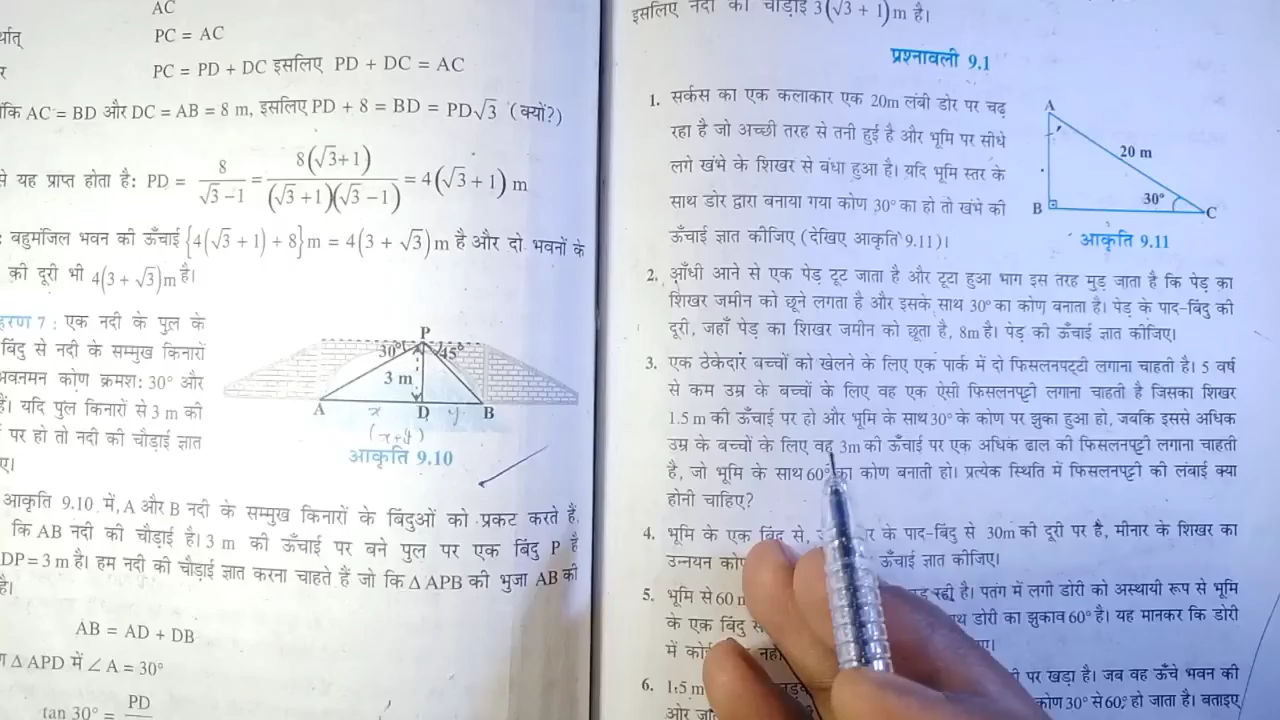 AC
PC = AC
PC = PD + DC इसलिए PD + DC = AC
कि AC = BD और DC = AB = 8 m, इसलिए PD + 8 = BD = PD√3 (क्यों?)
से यह प्राप्त होता है: PD = 8/(√3 −1) = 8(√3+1)/((√3 +1)(√3 −1)) = 4(√3 +1) m
: बहुमंजिल भवन की ऊँचाई {4(√3 + 1) + 8}m = 4(3 + √3)m है और दो भवनों के
की दूरी भी 4(3 + √3)m है।
हरण 7 : एक नदी के पुल के
बिंदु से नदी के सम्मुख किनारों
अवनमन कोण क्रमशः 30° और
हैं। यदि पुल किनारों से 3 m की
पर हो तो नदी की चौड़ाई ज्ञात
P
30°
45°
3 m
A
x
D
y
B
(x+y)
आकृति 9.10
आकृति 9.10 में, A और B नदी के सम्मुख किनारों के बिंदुओं को प्रकट करते हैं,
कि AB नदी की चौड़ाई है। 3 m की ऊँचाई पर बने पुल पर एक बिंदु P है
DP = 3 m है। हम नदी की चौड़ाई ज्ञात करना चाहते हैं जो कि Δ APB की भुजा AB की
है।
AB = AD + DB
Δ APD में ∠ A = 30°
tan 30° = PD
इसलिए नदी की चौड़ाई 3(√3 + 1)m है।
प्रश्नावली 9.1
1. सर्कस का एक कलाकार एक 20m लंबी डोर पर चढ़
रहा है जो अच्छी तरह से तनी हुई है और भूमि पर सीधे
लगे खंभे के शिखर से बंधा हुआ है। यदि भूमि स्तर के
साथ डोर द्वारा बनाया गया कोण 30° का हो तो खंभे की
ऊँचाई ज्ञात कीजिए (देखिए आकृति 9.11)।
A
20 m
30°
B
C
आकृति 9.11
2. आँधी आने से एक पेड़ टूट जाता है और टूटा हुआ भाग इस तरह मुड़ जाता है कि पेड़ का
शिखर जमीन को छूने लगता है और इसके साथ 30° का कोण बनाता है। पेड़ के पाद-बिंदु की
दूरी, जहाँ पेड़ का शिखर जमीन को छूता है, 8m है। पेड़ की ऊँचाई ज्ञात कीजिए।
3. एक ठेकेदार बच्चों को खेलने के लिए एक पार्क में दो फिसलनपट्टी लगाना चाहती है। 5 वर्ष
से कम उम्र के बच्चों के लिए वह एक ऐसी फिसलनपट्टी लगाना चाहती है जिसका शिखर
1.5 m की ऊँचाई पर हो और भूमि के साथ 30° के कोण पर झुका हुआ हो, जबकि इससे अधिक
उम्र के बच्चों के लिए वह 3m की ऊँचाई पर एक अधिक ढाल की फिसलनपट्टी लगाना चाहती
है, जो भूमि के साथ 60° का कोण बनाती हो। प्रत्येक स्थिति में फिसलनपट्टी की लंबाई क्या
होनी चाहिए?
4. भूमि के एक बिंदु से, के पाद-बिंदु से 30m की दूरी पर है, मीनार के शिखर का
उन्नयन कोण ऊँचाई ज्ञात कीजिए।
5. भूमि से 60 रही है। पतंग में लगी डोरी को अस्थायी रूप से भूमि
के एक बिंदु डोरी का झुकाव 60° है। यह मानकर कि डोरी
में
6. 1.5 m पर खड़ा है। जब वह ऊँचे भवन की
ओर कोण 30° से 60° हो जाता है। बताइए